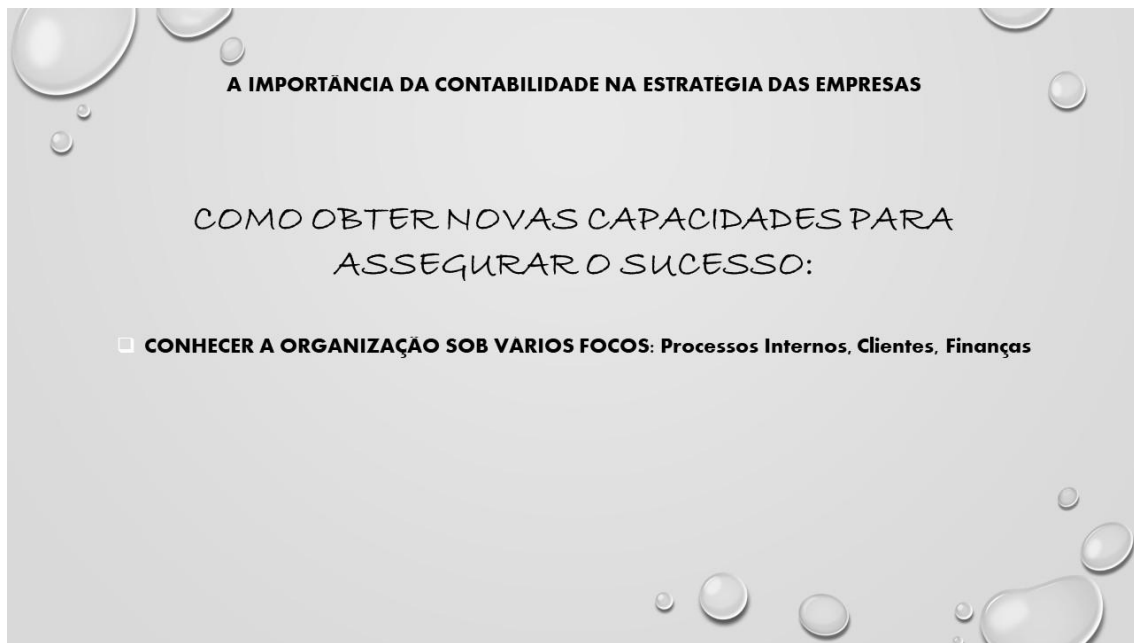 A IMPORTÂNCIA DA CONTABILIDADE NA ESTRATÉGIA DAS EMPRESAS
COMO OBTER NOVAS CAPACIDADES PARA
ASSEGURAR O SUCESSO:
CONHECER A ORGANIZAÇÃO SOB VARIOS FOCOS: Processos Internos, Clientes, Finanças